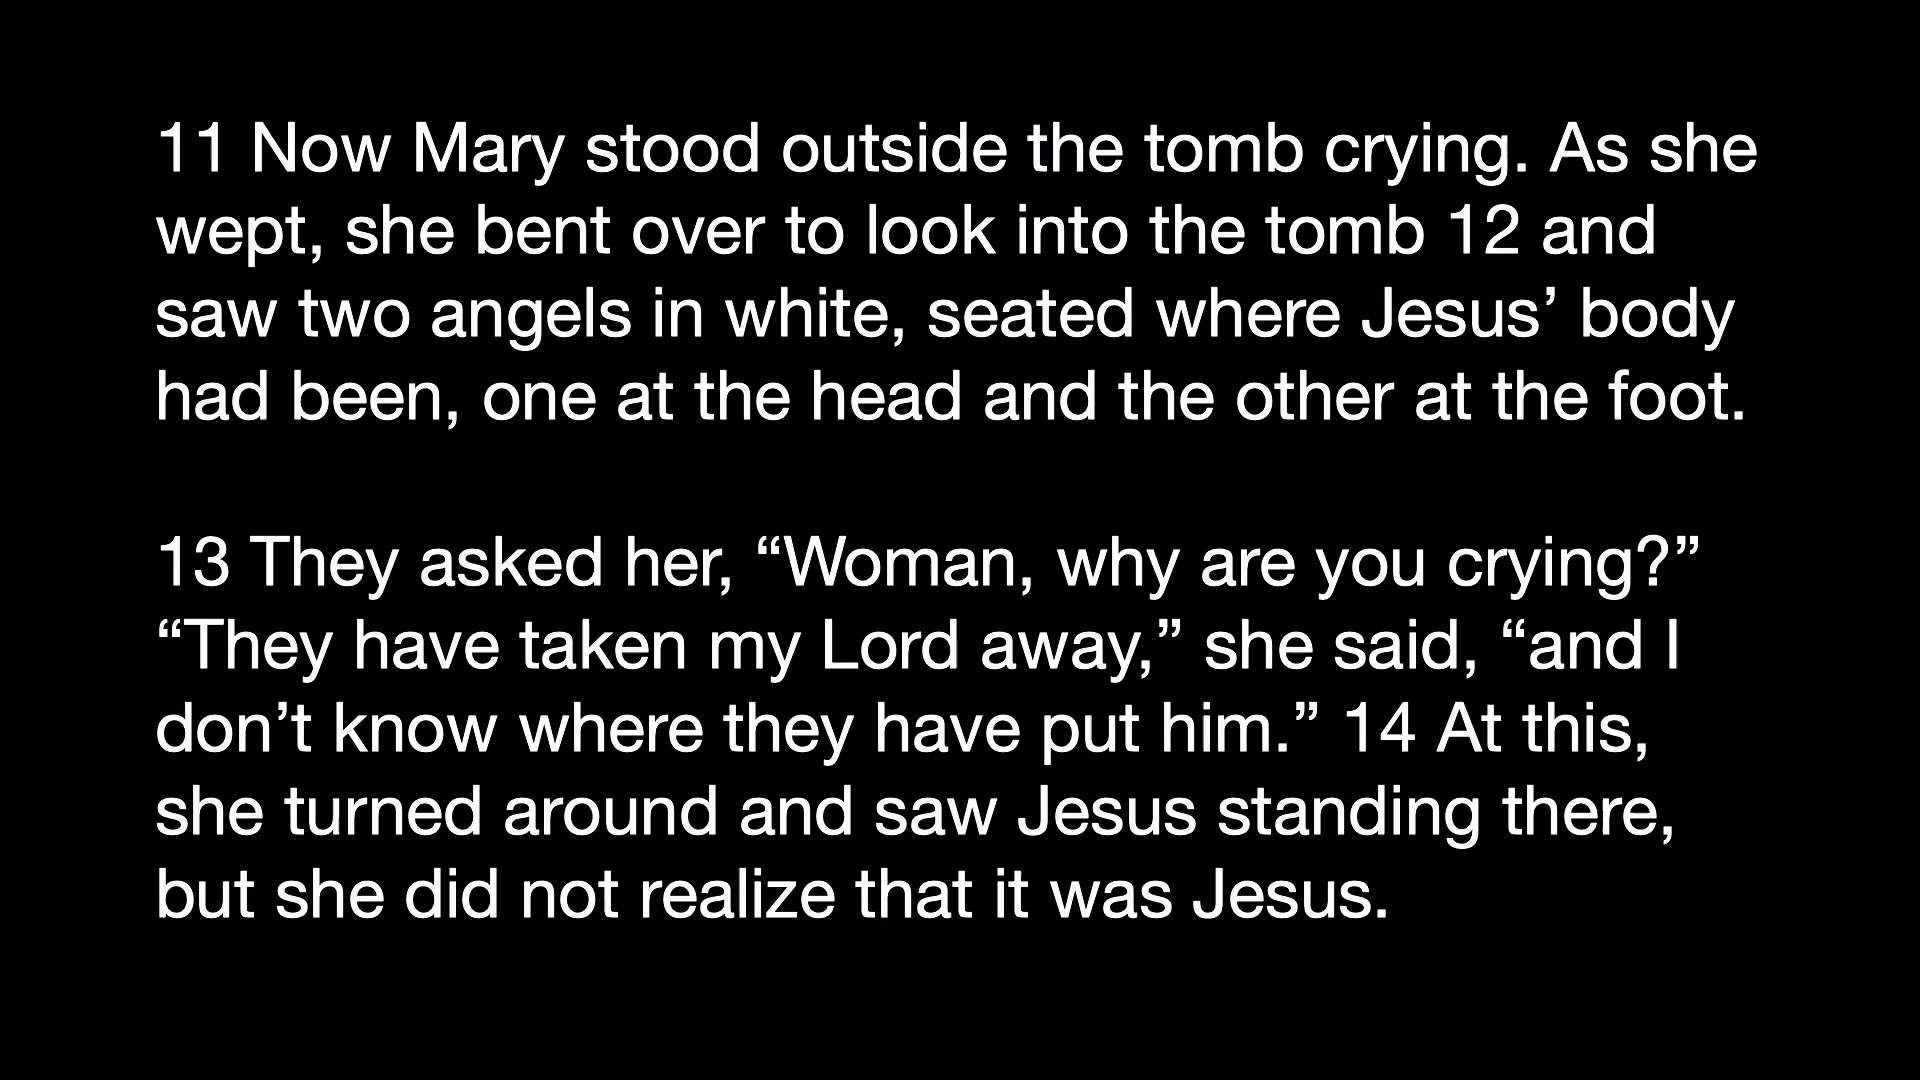 11 Now Mary stood outside the tomb crying. As she
wept, she bent over to look into the tomb 12 and
saw two angels in white, seated where Jesus’ body
had been, one at the head and the other at the foot.
13 They asked her, “Woman, why are you crying?”
“They have taken my Lord away,” she said, “and I
don’t know where they have put him.” 14 At this,
she turned around and saw Jesus standing there,
but she did not realize that it was Jesus.